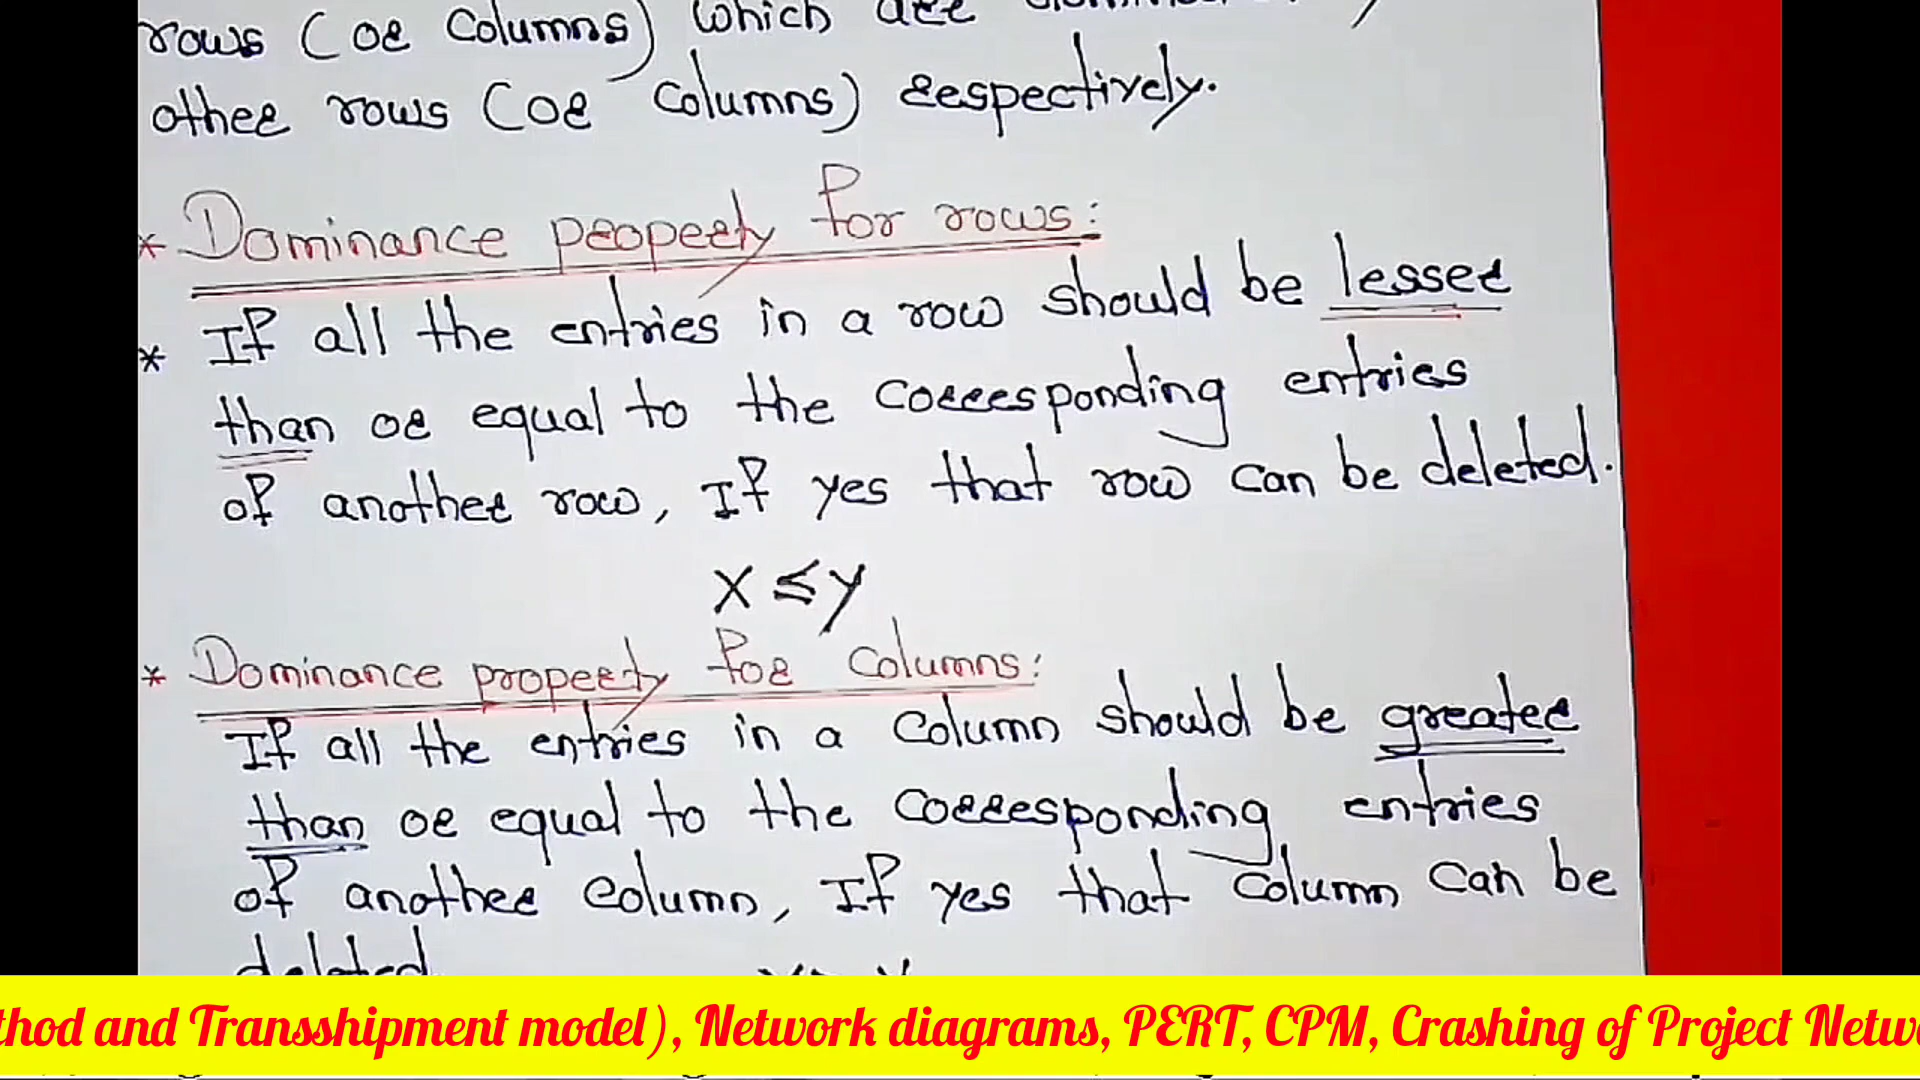 rows (or Columns) which are
other rows (or Columns) respectively.
* Dominance property for rows:
* If all the entries in a row should be lesser
than or equal to the corresponding entries
of another row, If yes that row can be deleted.
X ≤ y
* Dominance property for Columns:
If all the entries in a Column should be greater
than or equal to the corresponding entries
of another column, If yes that column can be
deleted
thod and Transshipment model), Network diagrams, PERT, CPM, Crashing of Project Netw